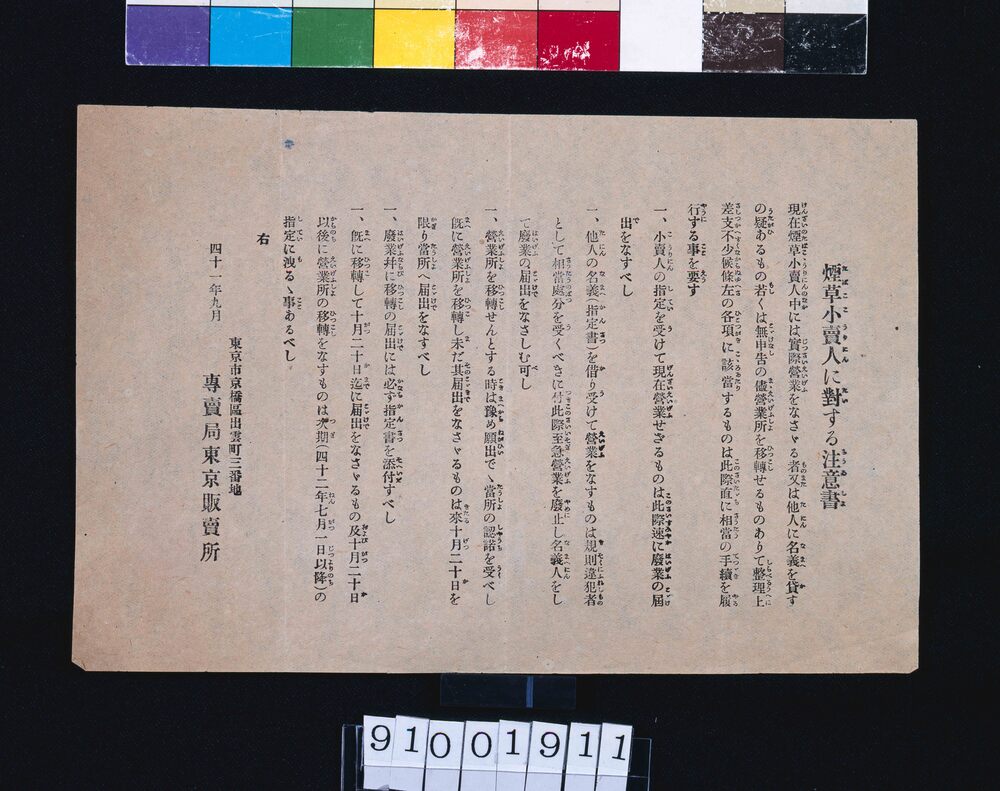 煙草小賣人に對する注意書
現在煙草小賣人中には實際營業をなさゞる者又は他人に名義を貸す
の疑あるもの若くは無申告の儘營業所を移轉せるものありて整理上
差支不少候條左の各項に該當するものは此際直に相當の手續を履
行する事を要す
一、小賣人の指定を受けて現在營業せざるものは此際速に廢業の屆
出をなすべし
一、他人の名義(指定書)を借り受けて營業をなすものは規則違犯者
として相當處分を受くべきに付此際至急營業を廢止し名義人をし
て廢業の屆出をなさしむ可し
一、營業所を移轉せんとする時は豫め願出でゝ當所の認諾を受べし
既に營業所を移轉し未だ其屆出をなさゞるものは來十月二十日を
限り當所へ屆出をなすべし
一、廢業幷に移轉の屆出には必ず指定書を添付すべし
一、既に移轉して十月二十日迄に屆出をなさゞるもの及十月二十日
以後に營業所の移轉をなすものは次期(四十二年七月一日以降)の
指定に洩るゝ事あるべし
右
四十一年九月
東京市京橋區出雲町三番地
專賣局東京販賣所
91001911